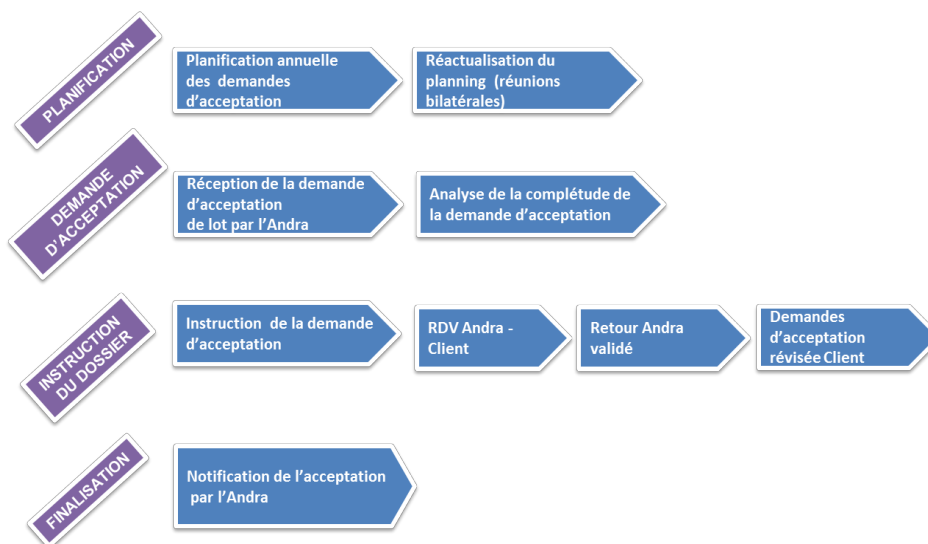 PLANIFICATION
Planification annuelle
des demandes
d'acceptation
Réactualisation du
planning (réunions
bilatérales)
DEMANDE
D'ACCEPTATION
Réception de la demande
d'acceptation
de lot par l'Andra
Analyse de la complétude de
la demande d'acceptation
INSTRUCTION
DU DOSSIER
Instruction de la demande
d'acceptation
RDV Andra -
Client
Retour Andra
validé
Demandes
d'acceptation
révisée Client
FINALISATION
Notification de l'acceptation
par l'Andra